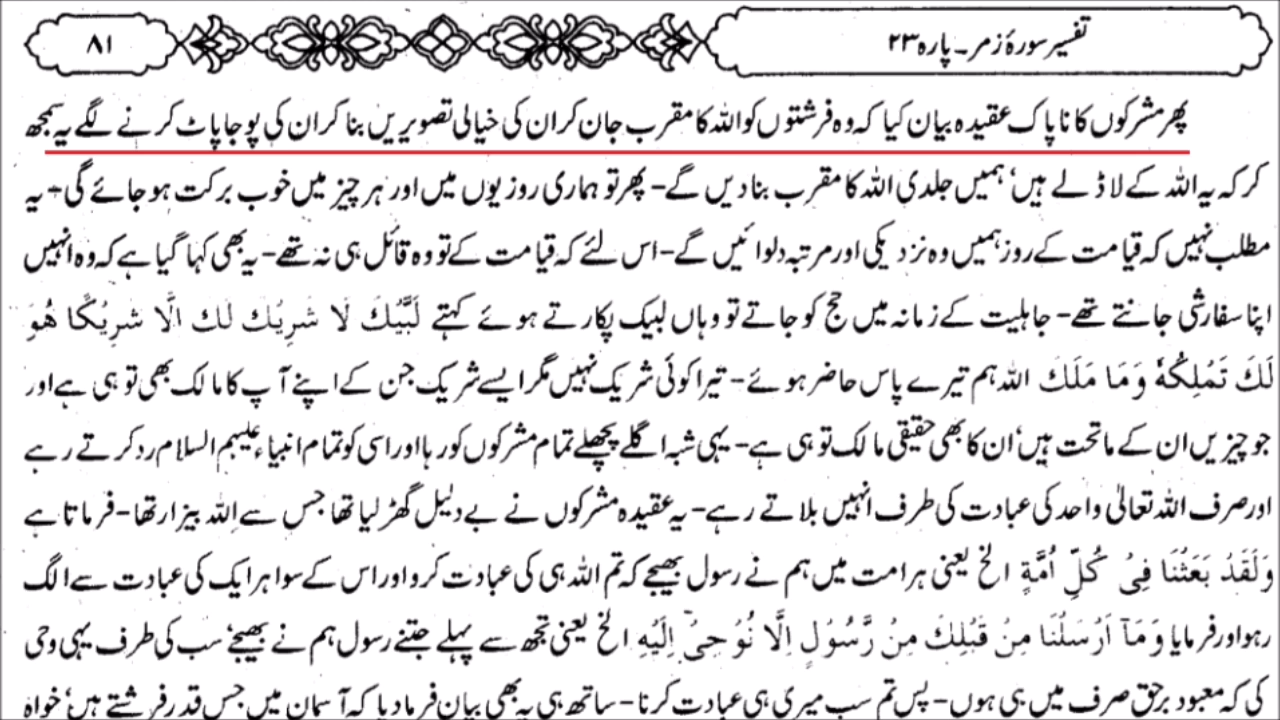 تفسیر سورۂ زمر۔ پارہ ۲۳
۸۱
پھر مشرکوں کا ناپاک عقیدہ بیان کیا کہ وہ فرشتوں کو اللہ کا مقرب جان کر ان کی خیالی تصویریں بنا کر ان کی پوجا پاٹ کرنے لگے یہ سمجھ
کر کہ یہ اللہ کے لاڈلے ہیں، ہمیں جلدی اللہ کا مقرب بنا دیں گے۔ پھر تو ہماری روزیوں میں اور ہر چیز میں خوب برکت ہو جائے گی۔ یہ
مطلب نہیں کہ قیامت کے روز ہمیں وہ نزدیکی اور مرتبہ دلوائیں گے۔ اس لئے کہ قیامت کے تو وہ قائل ہی نہ تھے۔ یہ بھی کہا گیا ہے کہ وہ انہیں
اپنا سفارشی جانتے تھے۔ جاہلیت کے زمانہ میں حج کو جاتے تو وہاں لبیک پکارتے ہوئے کہتے لَبَّيْكَ لَا شَرِيْكَ لَكَ اِلَّا شَرِيْكًا هُوَ
لَكَ تَمْلِكُهٗ وَمَا مَلَكَ اللہ ہم تیرے پاس حاضر ہوئے۔ تیرا کوئی شریک نہیں مگر ایسے شریک جن کے اپنے آپ کا مالک بھی تو ہی ہے اور
جو چیزیں ان کے ماتحت ہیں، ان کا بھی حقیقی مالک تو ہی ہے۔ یہی شبہ اگلے پچھلے تمام مشرکوں کو رہا اور اسی کو تمام انبیاء علیہم السلام رد کرتے رہے
اور صرف اللہ تعالیٰ واحد کی عبادت کی طرف انہیں بلاتے رہے۔ یہ عقیدہ مشرکوں نے بے دلیل گھڑ لیا تھا جس سے اللہ بیزار تھا۔ فرماتا ہے
وَلَقَدْ بَعَثْنَا فِيْ كُلِّ اُمَّةٍ الخ یعنی ہر امت میں ہم نے رسول بھیجے کہ تم اللہ ہی کی عبادت کرو اور اس کے سوا ہر ایک کی عبادت سے الگ
رہو اور فرمایا وَمَآ اَرْسَلْنَا مِنْ قَبْلِكَ مِنْ رَّسُوْلٍ اِلَّا نُوْحِيْٓ اِلَيْهِ الخ یعنی تجھ سے پہلے جتنے رسول ہم نے بھیجے، سب کی طرف یہی وحی
کی کہ معبود برحق صرف میں ہی ہوں۔ پس تم سب میری ہی عبادت کرنا۔ ساتھ ہی یہ بھی بیان فرما دیا کہ آسمان میں جس قدر فرشتے ہیں، خواہ